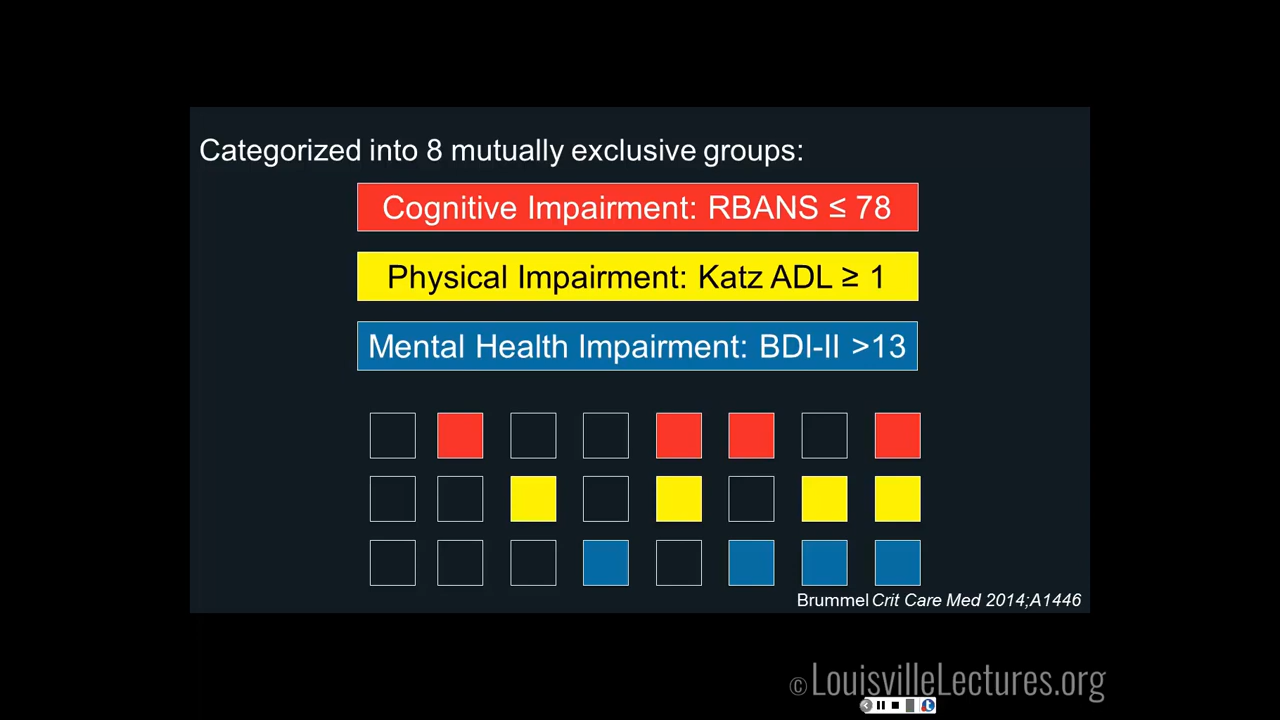 Categorized into 8 mutually exclusive groups:
Cognitive Impairment: RBANS ≤ 78
Physical Impairment: Katz ADL ≥ 1
Mental Health Impairment: BDI-II >13
Brummel Crit Care Med 2014;A1446
© LouisvilleLectures.org